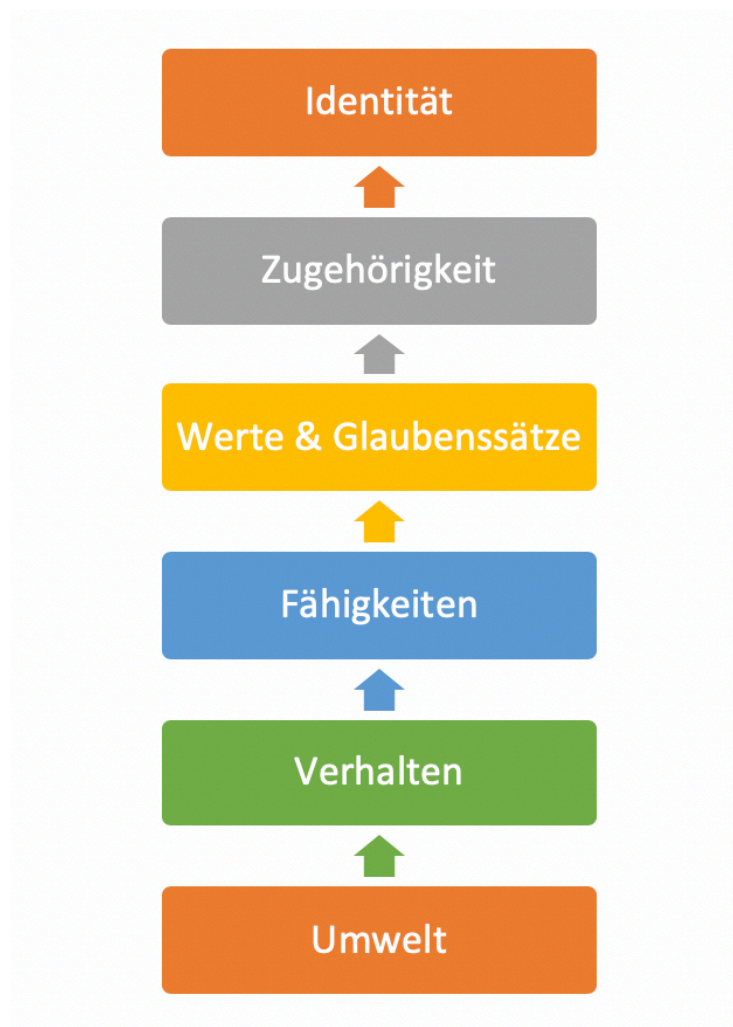 Identität
Zugehörigkeit
Werte & Glaubenssätze
Fähigkeiten
Verhalten
Umwelt